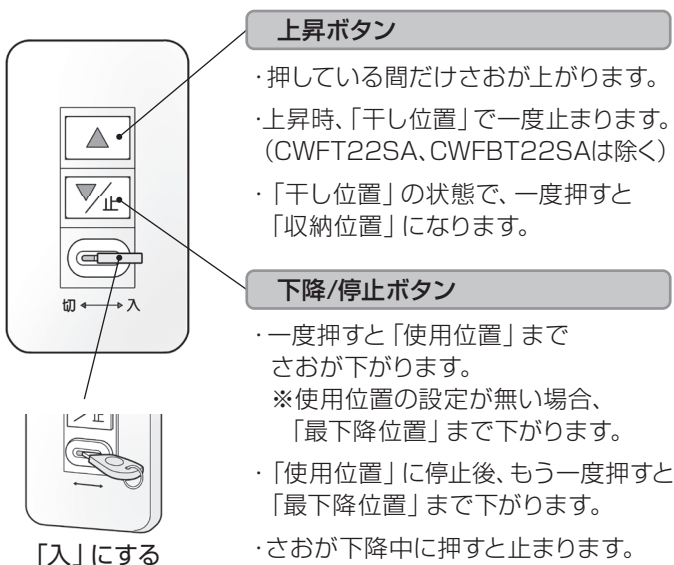 上昇ボタン
・押している間だけさおが上がります。
・上昇時、「干し位置」で一度止まります。
（CWFT22SA、CWFBT22SAは除く）
・「干し位置」の状態で、一度押すと
「収納位置」になります。
▲
▼/止
切 ←→ 入
下降/停止ボタン
・一度押すと「使用位置」まで
さおが下がります。
※使用位置の設定が無い場合、
「最下降位置」まで下がります。
・「使用位置」に停止後、もう一度押すと
「最下降位置」まで下がります。
・さおが下降中に押すと止まります。
/止
「入」にする